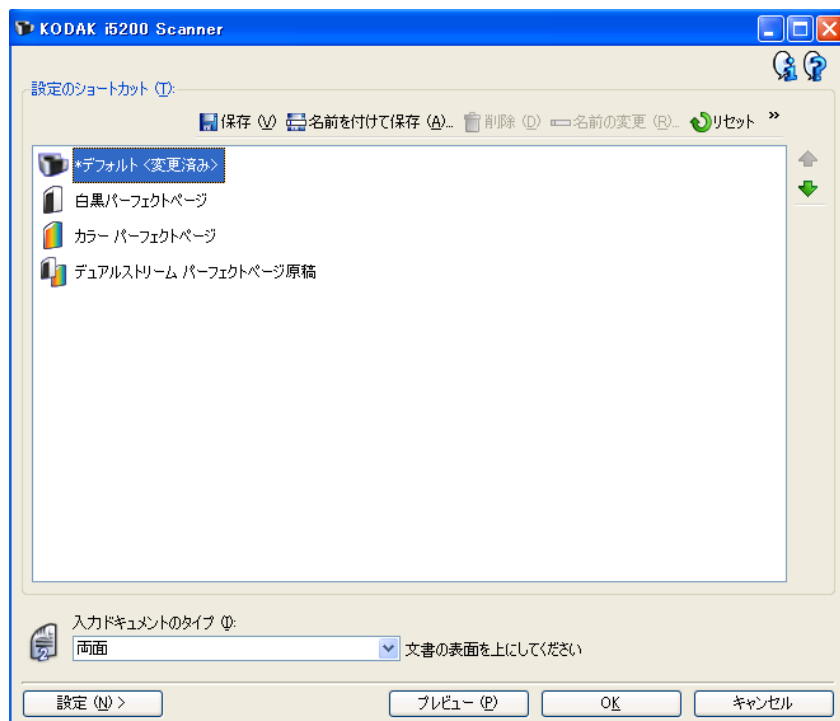 KODAK i5200 Scanner
設定のショートカット (T):
保存 (V) 名前を付けて保存 (A)... 削除 (D) 名前の変更 (R)... リセット »
*デフォルト <変更済み>
白黒パーフェクトページ
カラー パーフェクトページ
デュアルストリーム パーフェクトページ原稿
入力ドキュメントのタイプ (I):
2
両面 文書の表面を上にしてください
設定 (N) > プレビュー (P) OK キャンセル